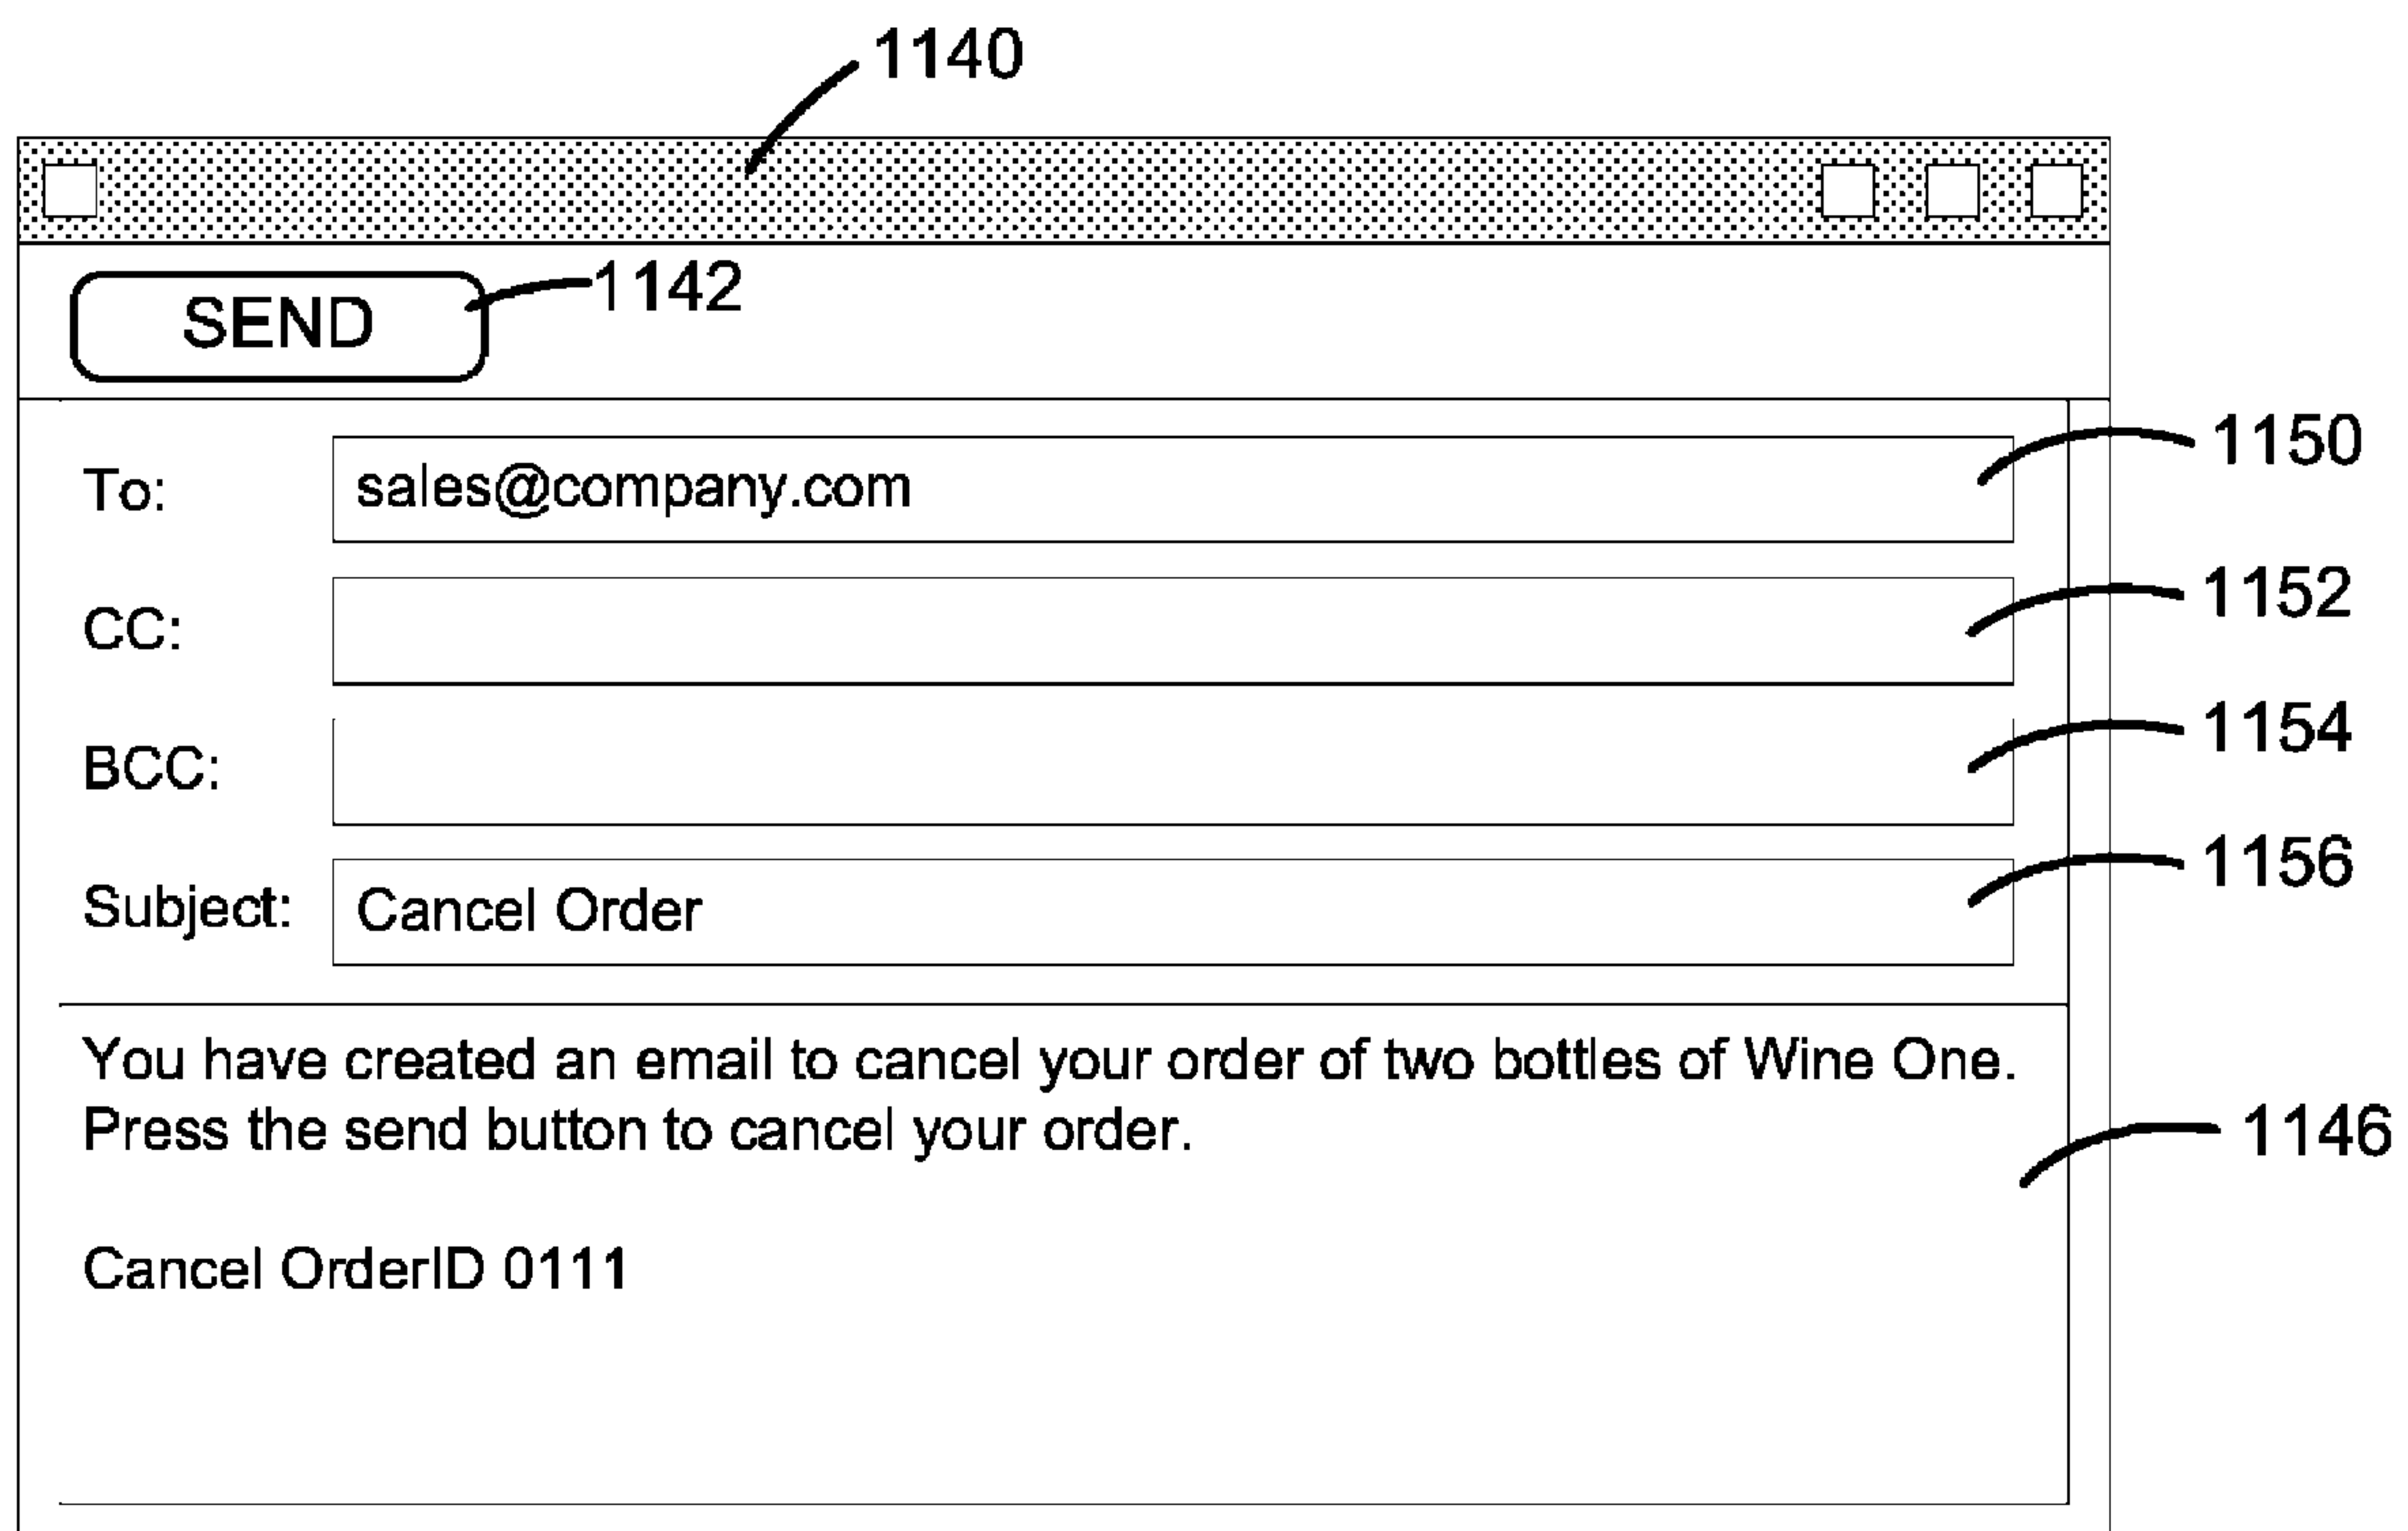 1140
SEND
1142
To: sales@company.com
1150
CC:
1152
BCC:
1154
Subject: Cancel Order
1156
You have created an email to cancel your order of two bottles of Wine One.
Press the send button to cancel your order.
1146
Cancel OrderID 0111